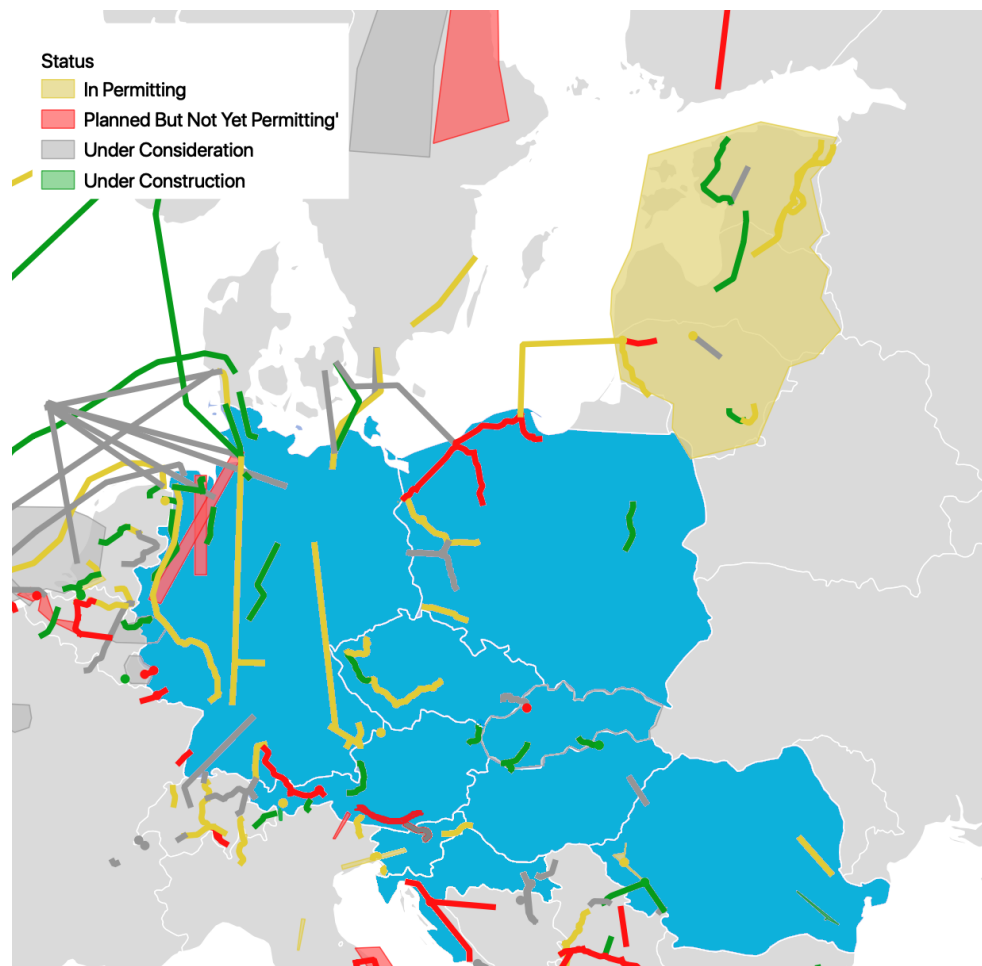 Status
In Permitting
Planned But Not Yet Permitting'
Under Consideration
Under Construction